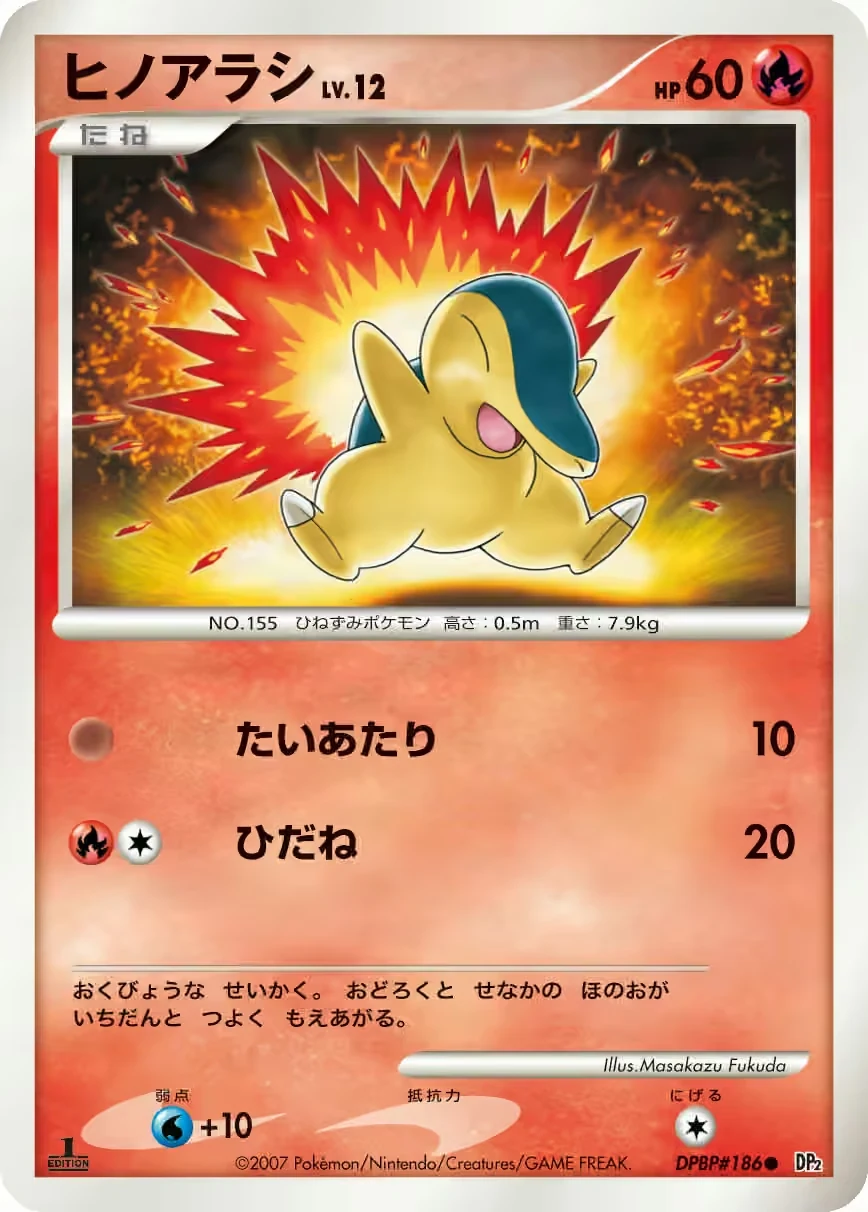 ヒノアラシ LV.12 HP 60
たね
NO.155 ひねずみポケモン 高さ:0.5m 重さ:7.9kg
たいあたり 10
ひだね 20
おくびょうな せいかく。 おどろくと せなかの ほのおが
いちだんと つよく もえあがる。
Illus.Masakazu Fukuda
弱点 抵抗力 にげる
+10
1
EDITION
©2007 Pokémon/Nintendo/Creatures/GAME FREAK. DPBP#186● DP2